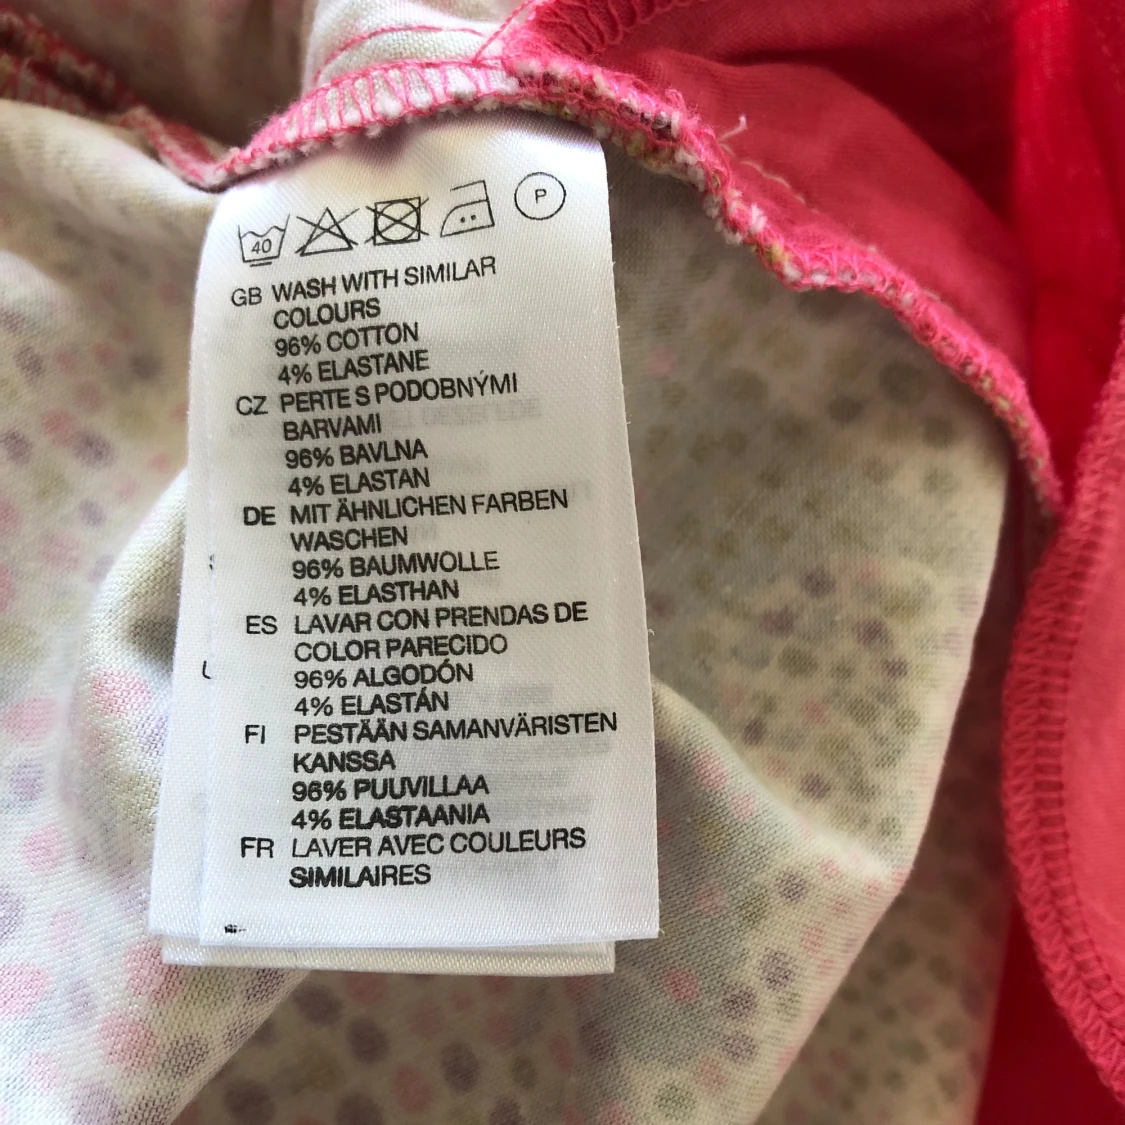 40 P
GB WASH WITH SIMILAR
COLOURS
96% COTTON
4% ELASTANE
CZ PERTE S PODOBNÝMI
BARVAMI
96% BAVLNA
4% ELASTAN
DE MIT ÄHNLICHEN FARBEN
WASCHEN
96% BAUMWOLLE
4% ELASTHAN
ES LAVAR CON PRENDAS DE
COLOR PARECIDO
96% ALGODÓN
4% ELASTÁN
FI PESTÄÄN SAMANVÄRISTEN
KANSSA
96% PUUVILLAA
4% ELASTAANIA
FR LAVER AVEC COULEURS
SIMILAIRES